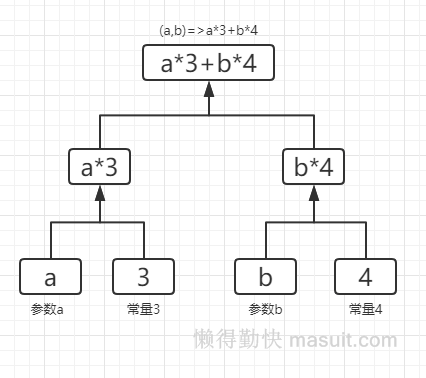 (a,b)=>a*3+b*4
a*3+b*4
a*3
b*4
a
3
b
4
参数a
常量3
参数b
常量4
懒得勤快 masuit.com